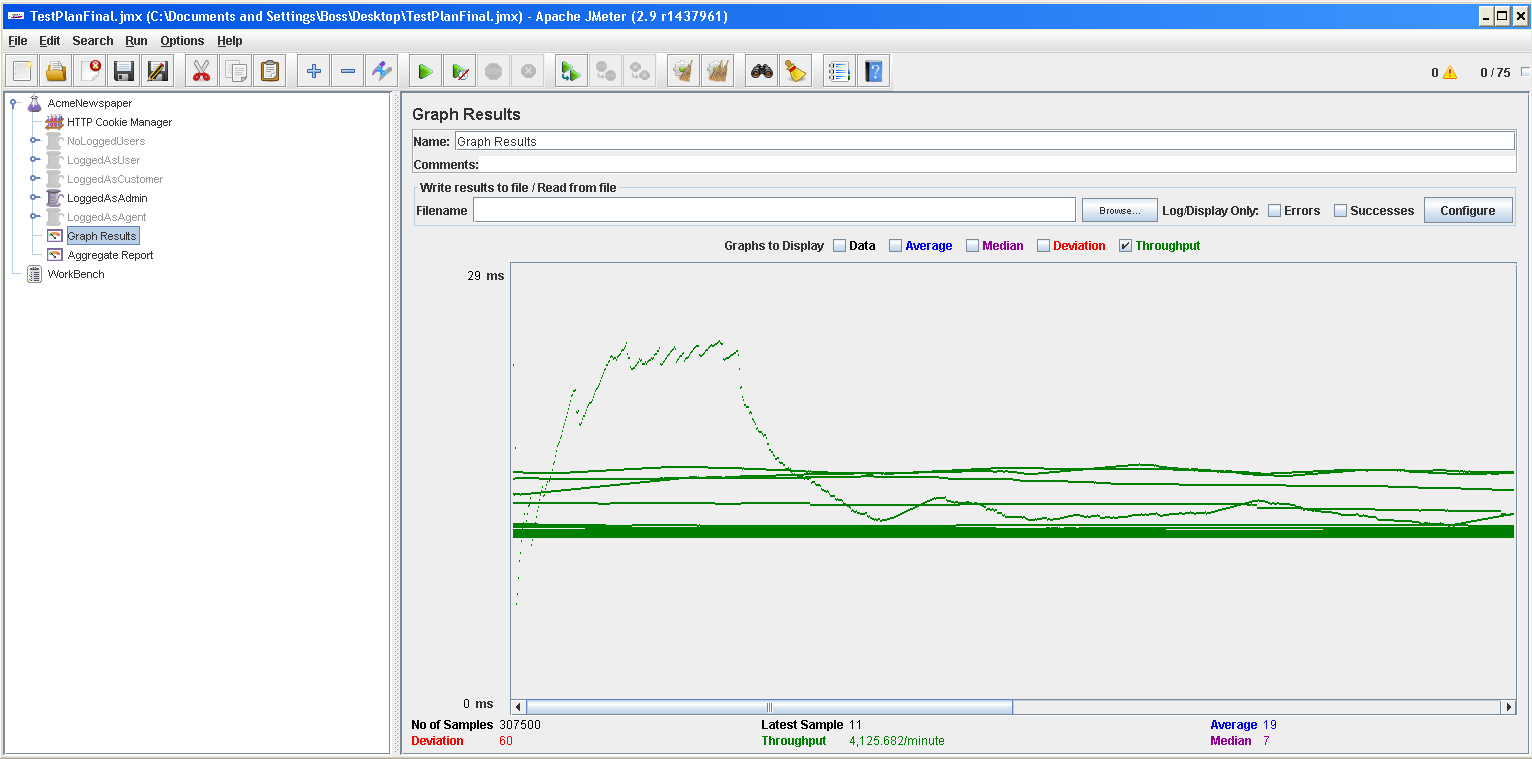 TestPlanFinal.jmx (C:\Documents and Settings\Boss\Desktop\TestPlanFinal.jmx) - Apache JMeter (2.9 r1437961)
File Edit Search Run Options Help
0 0 / 75
AcmeNewspaper
HTTP Cookie Manager
NoLoggedUsers
LoggedAsUser
LoggedAsCustomer
LoggedAsAdmin
LoggedAsAgent
Graph Results
Aggregate Report
WorkBench
Graph Results
Name: Graph Results
Comments:
Write results to file / Read from file
Filename Browse... Log/Display Only: Errors Successes Configure
Graphs to Display Data Average Median Deviation Throughput
29 ms
0 ms
No of Samples 307500 Latest Sample 11 Average 19
Deviation 60 Throughput 4,125.682/minute Median 7